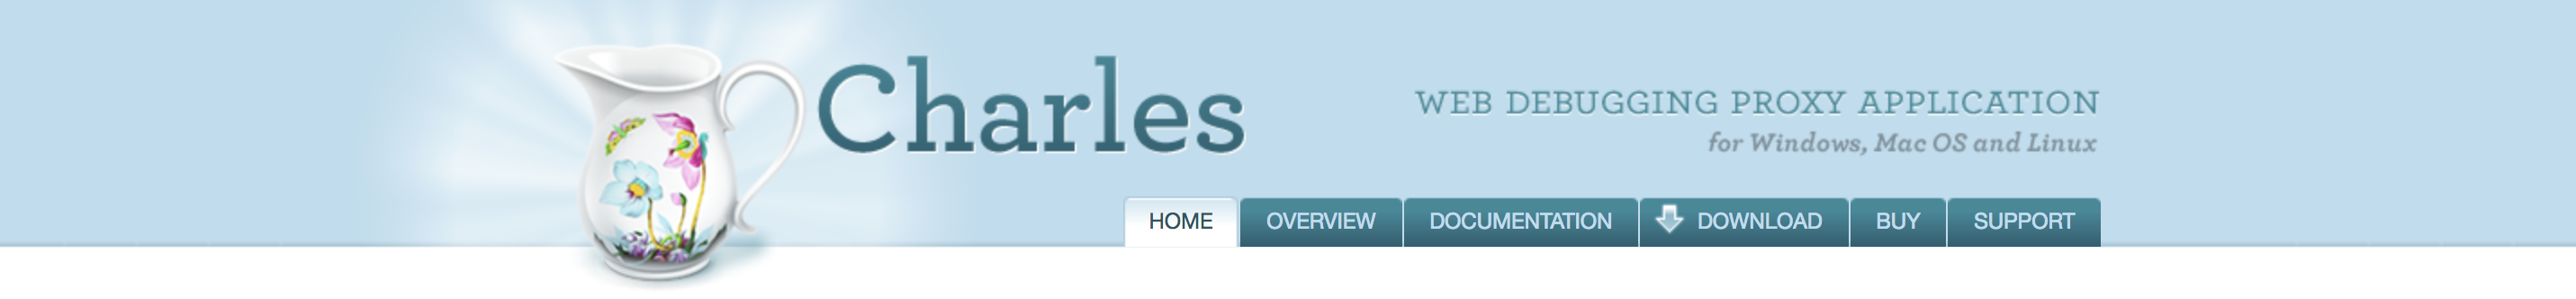 Charles
WEB DEBUGGING PROXY APPLICATION
for Windows, Mac OS and Linux
HOME OVERVIEW DOCUMENTATION DOWNLOAD BUY SUPPORT